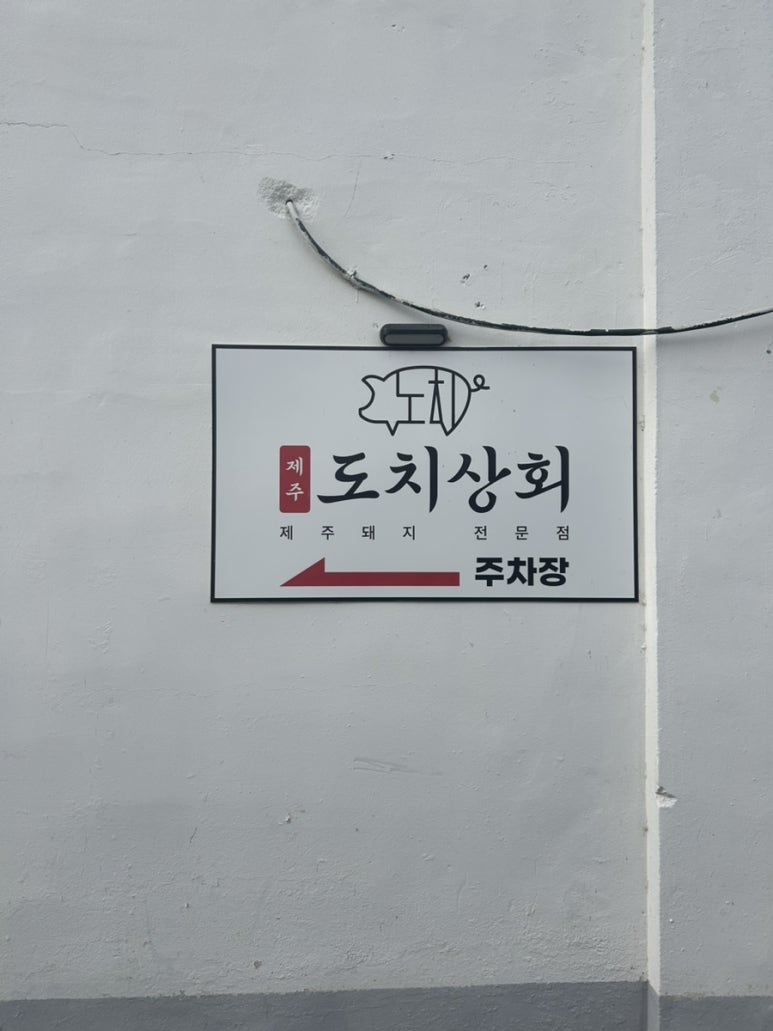 도치
제주 도치상회
제주돼지 전문점
주차장